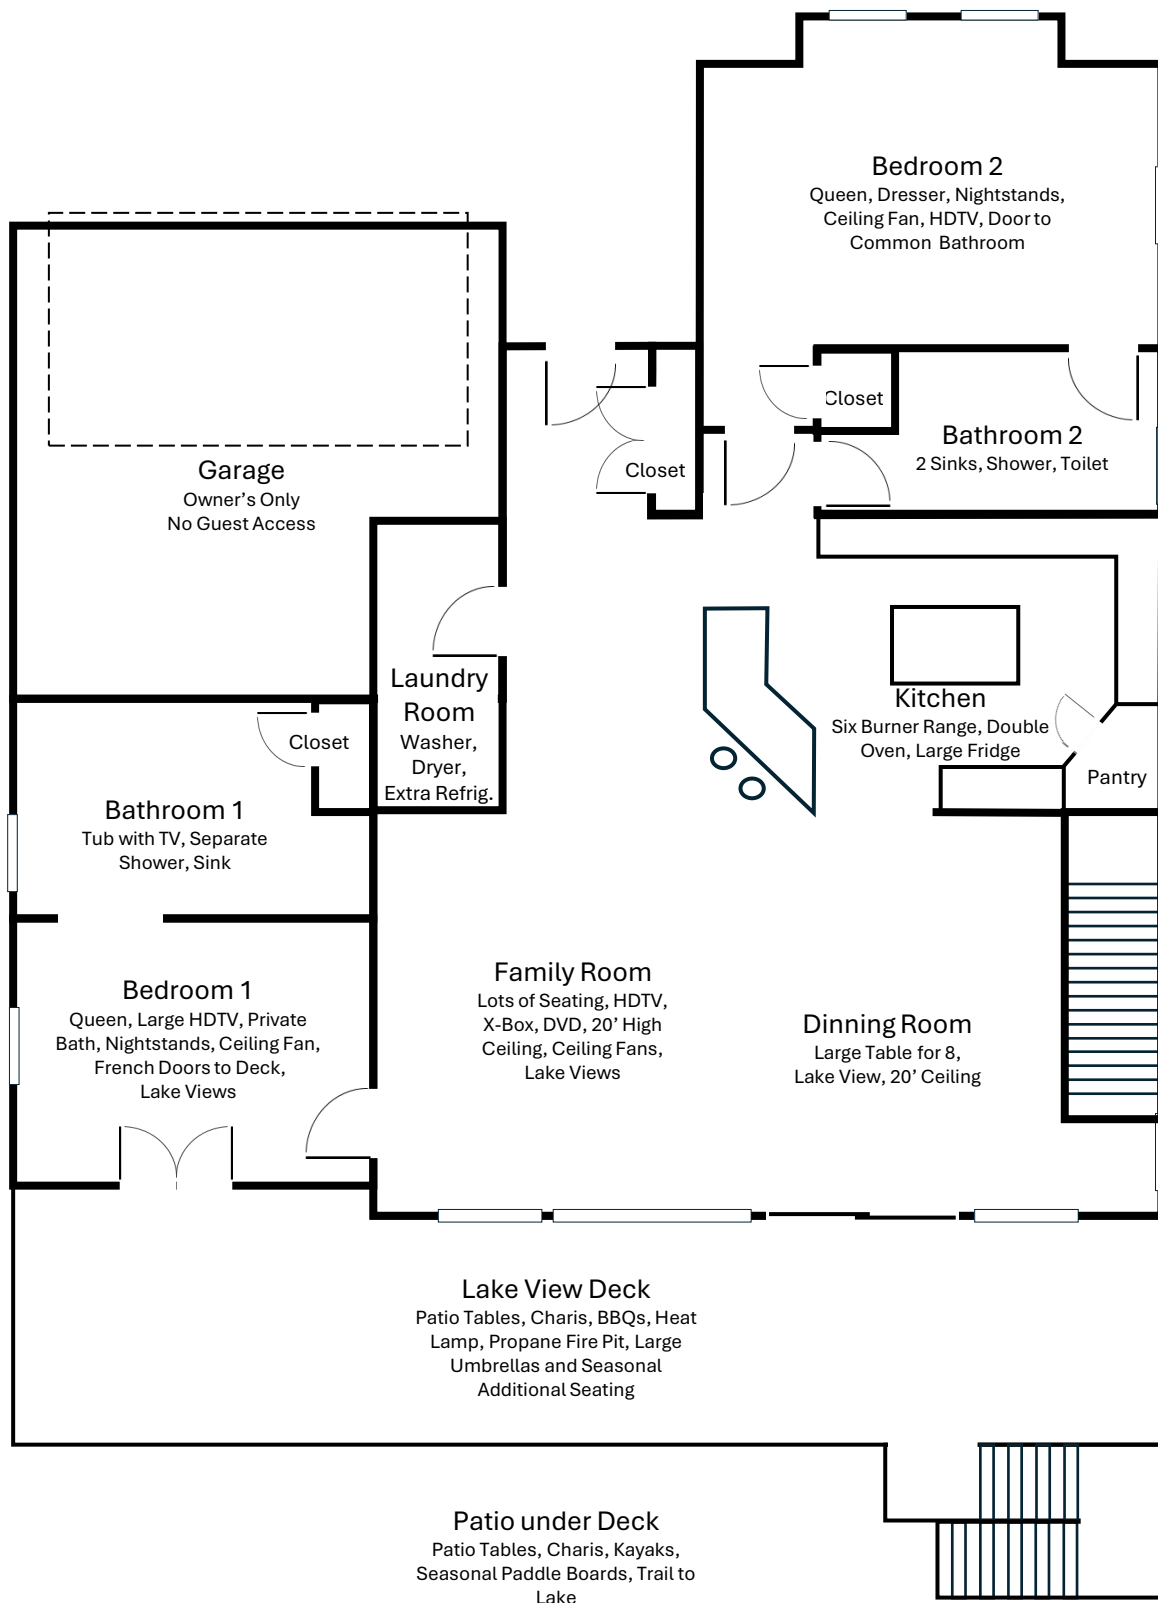 Bedroom 2
Queen, Dresser, Nightstands,
Ceiling Fan, HDTV, Door to
Common Bathroom
Closet
Bathroom 2
2 Sinks, Shower, Toilet
Garage
Owner's Only
No Guest Access
Closet
Laundry
Room
Washer,
Dryer,
Extra Refrig.
Kitchen
Six Burner Range, Double
Oven, Large Fridge
Pantry
Closet
Bathroom 1
Tub with TV, Separate
Shower, Sink
Bedroom 1
Queen, Large HDTV, Private
Bath, Nightstands, Ceiling Fan,
French Doors to Deck,
Lake Views
Family Room
Lots of Seating, HDTV,
X-Box, DVD, 20' High
Ceiling, Ceiling Fans,
Lake Views
Dinning Room
Large Table for 8,
Lake View, 20' Ceiling
Lake View Deck
Patio Tables, Charis, BBQs, Heat
Lamp, Propane Fire Pit, Large
Umbrellas and Seasonal
Additional Seating
Patio under Deck
Patio Tables, Charis, Kayaks,
Seasonal Paddle Boards, Trail to
Lake